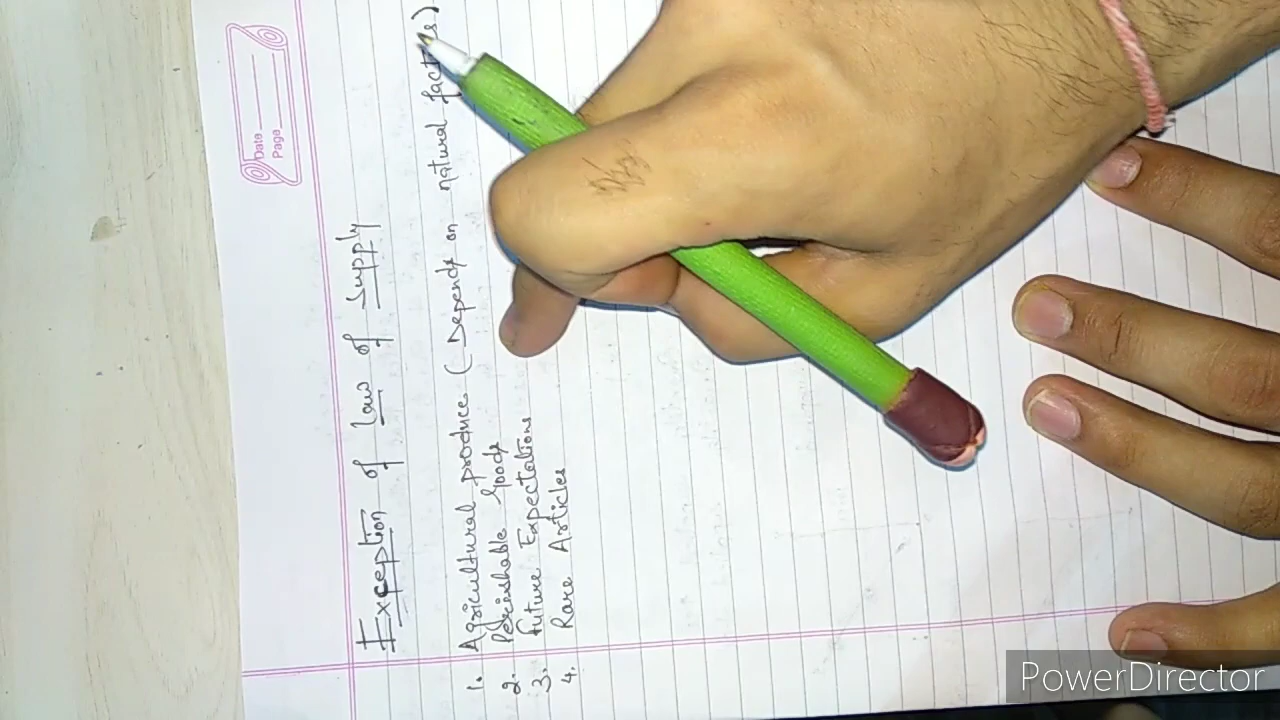 Date
Page
Exception of law of supply
1. Agricultural produce (Depends on natural factors)
2. Perishable Goods
3. Future Expectations
4. Rare Articles
PowerDirector